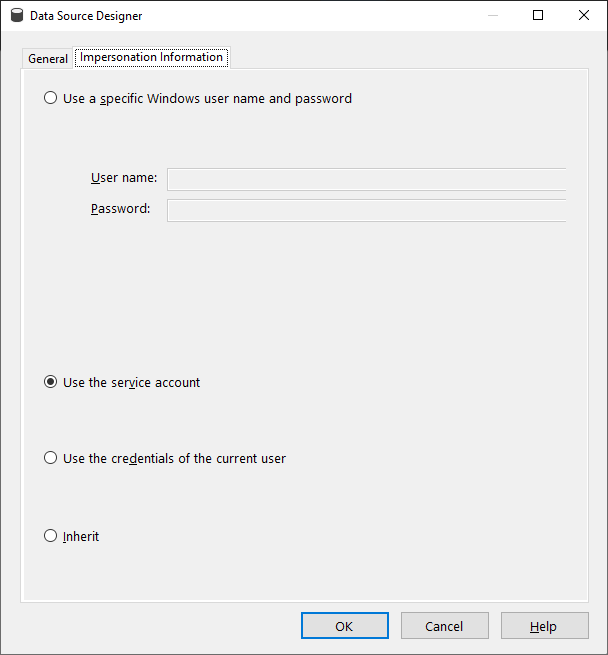 Data Source Designer
General
Impersonation Information
Use a specific Windows user name and password
User name:
Password:
Use the service account
Use the credentials of the current user
Inherit
OK
Cancel
Help